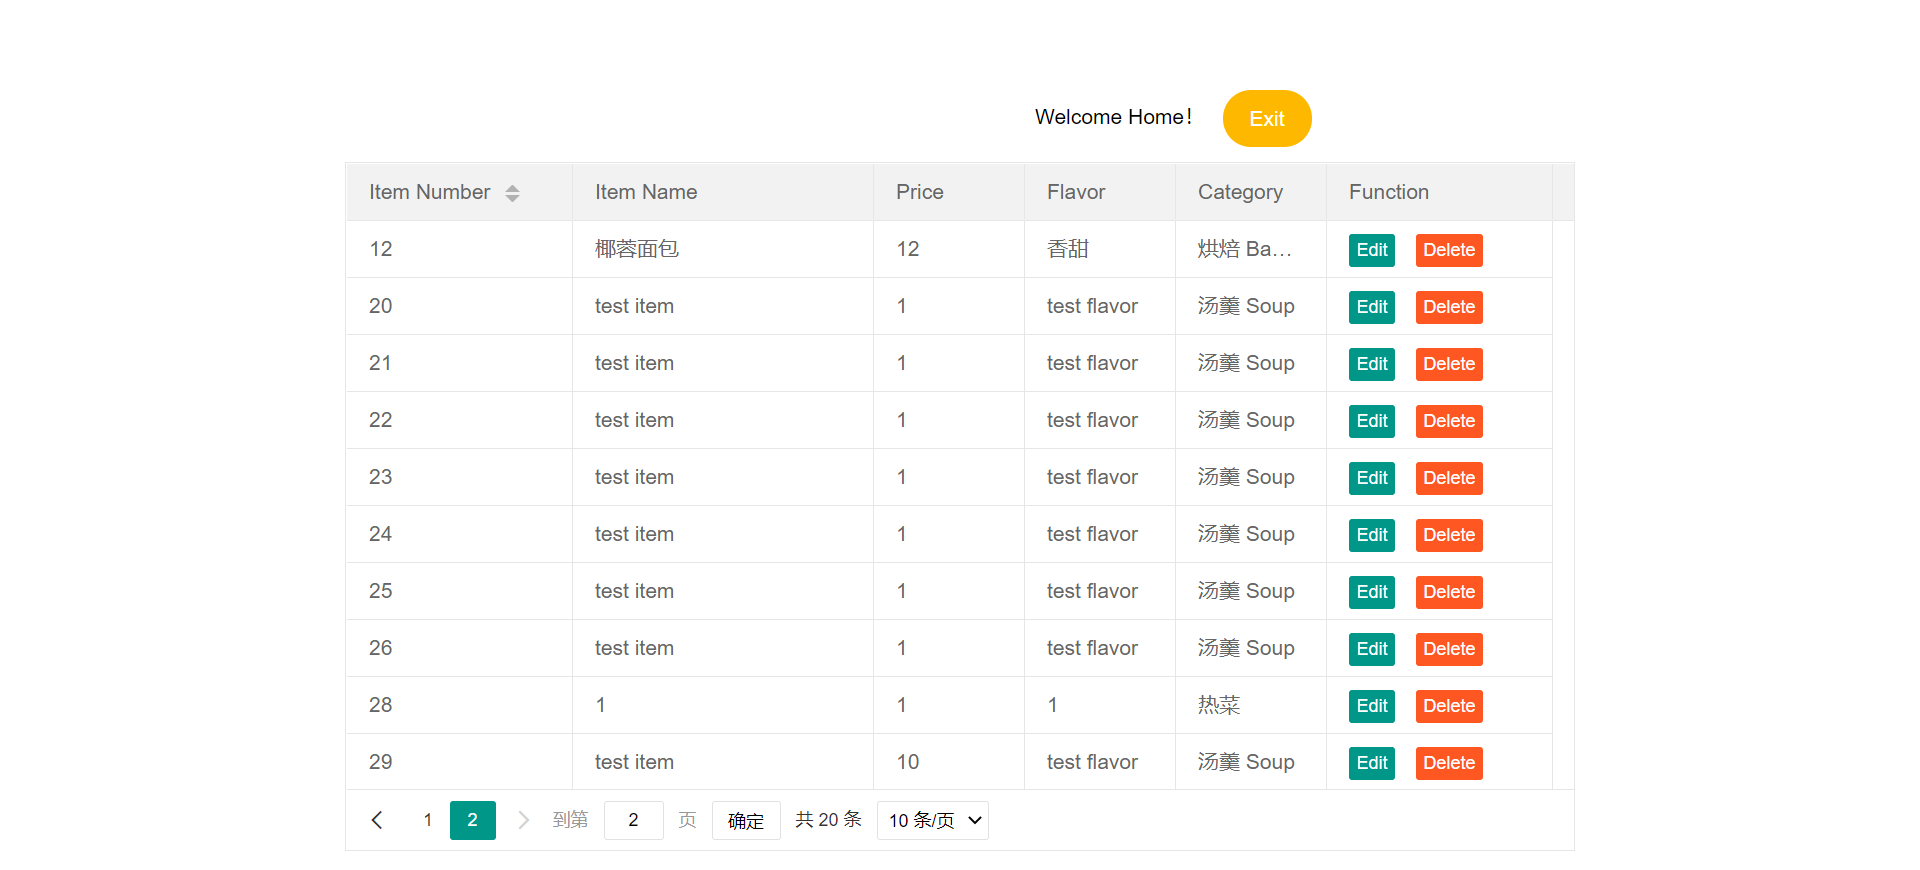 Welcome Home! Exit
Item Number Item Name Price Flavor Category Function
12 椰蓉面包 12 香甜 烘焙 Ba... Edit Delete
20 test item 1 test flavor 汤羹 Soup Edit Delete
21 test item 1 test flavor 汤羹 Soup Edit Delete
22 test item 1 test flavor 汤羹 Soup Edit Delete
23 test item 1 test flavor 汤羹 Soup Edit Delete
24 test item 1 test flavor 汤羹 Soup Edit Delete
25 test item 1 test flavor 汤羹 Soup Edit Delete
26 test item 1 test flavor 汤羹 Soup Edit Delete
28 1 1 1 热菜 Edit Delete
29 test item 10 test flavor 汤羹 Soup Edit Delete
1 2 到第 2 页 确定 共 20 条 10 条/页